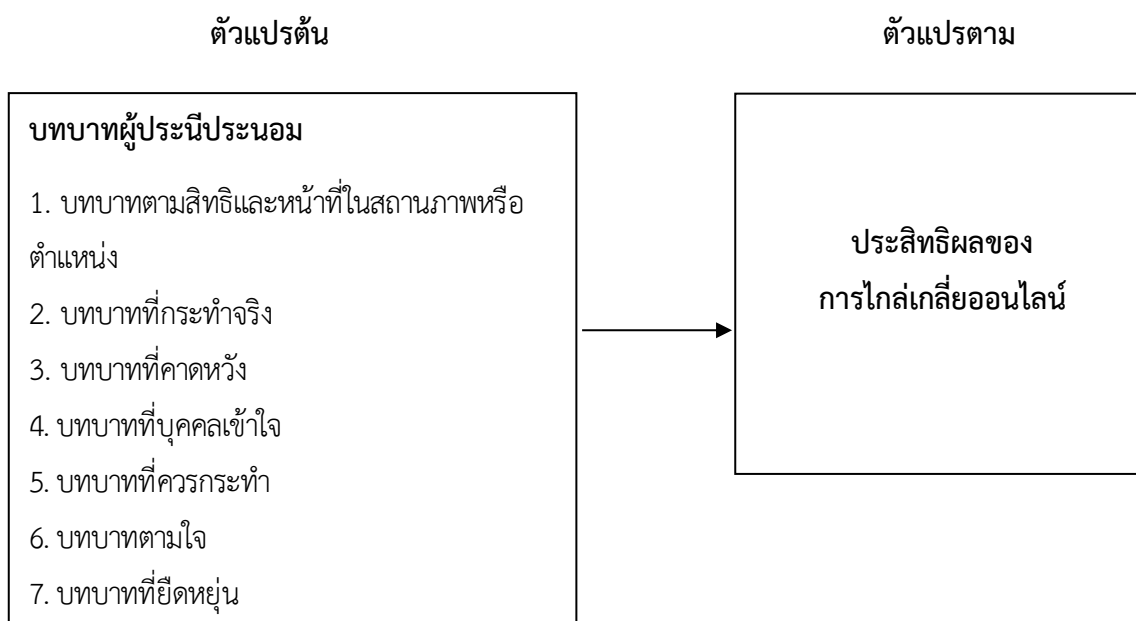 ตัวแปรต้น
ตัวแปรตาม
บทบาทผู้ประนีประนอม
1. บทบาทตามสิทธิและหน้าที่ในสถานภาพหรือ
ตำแหน่ง
2. บทบาทที่กระทำจริง
3. บทบาทที่คาดหวัง
4. บทบาทที่บุคคลเข้าใจ
5. บทบาทที่ควรกระทำ
6. บทบาทตามใจ
7. บทบาทที่ยืดหยุ่น
ประสิทธิผลของ
การไกล่เกลี่ยออนไลน์